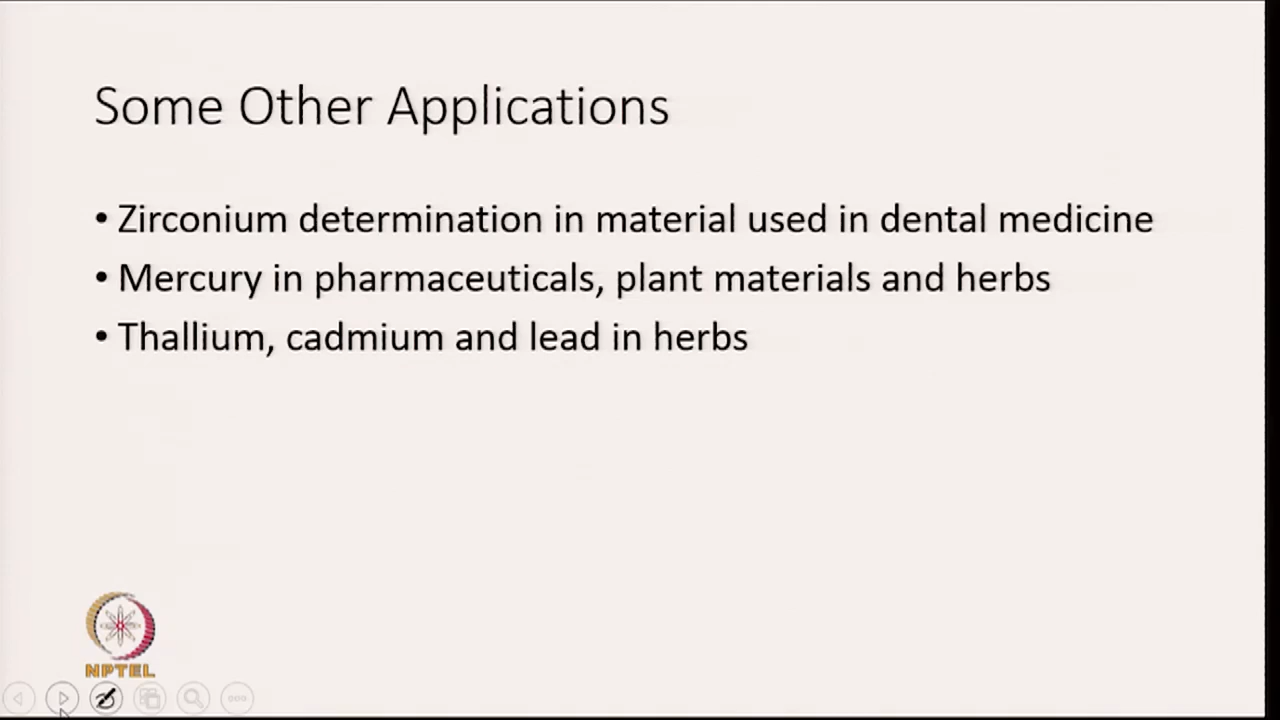 Some Other Applications
• Zirconium determination in material used in dental medicine
• Mercury in pharmaceuticals, plant materials and herbs
• Thallium, cadmium and lead in herbs
NPTEL